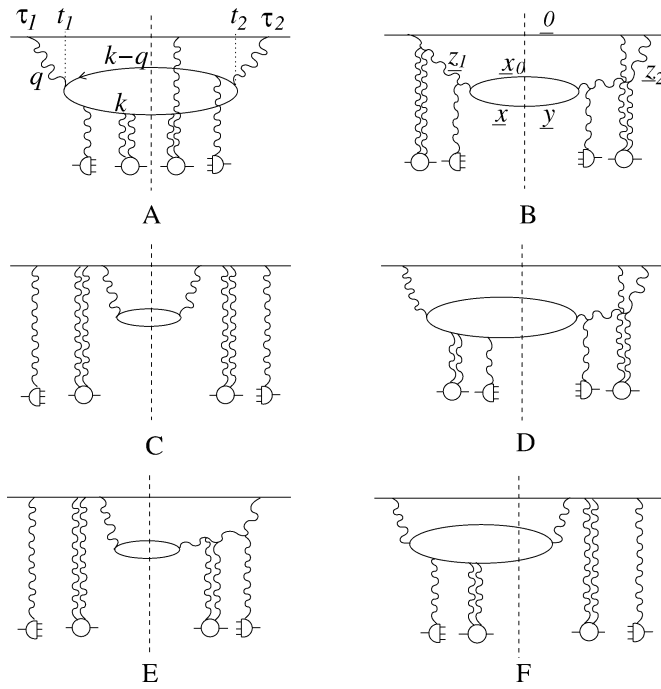 τ₁ t₁ t₂ τ₂
q k−q
k
A
0
z₁ x₀ z₂
x y
B
C
D
E
F